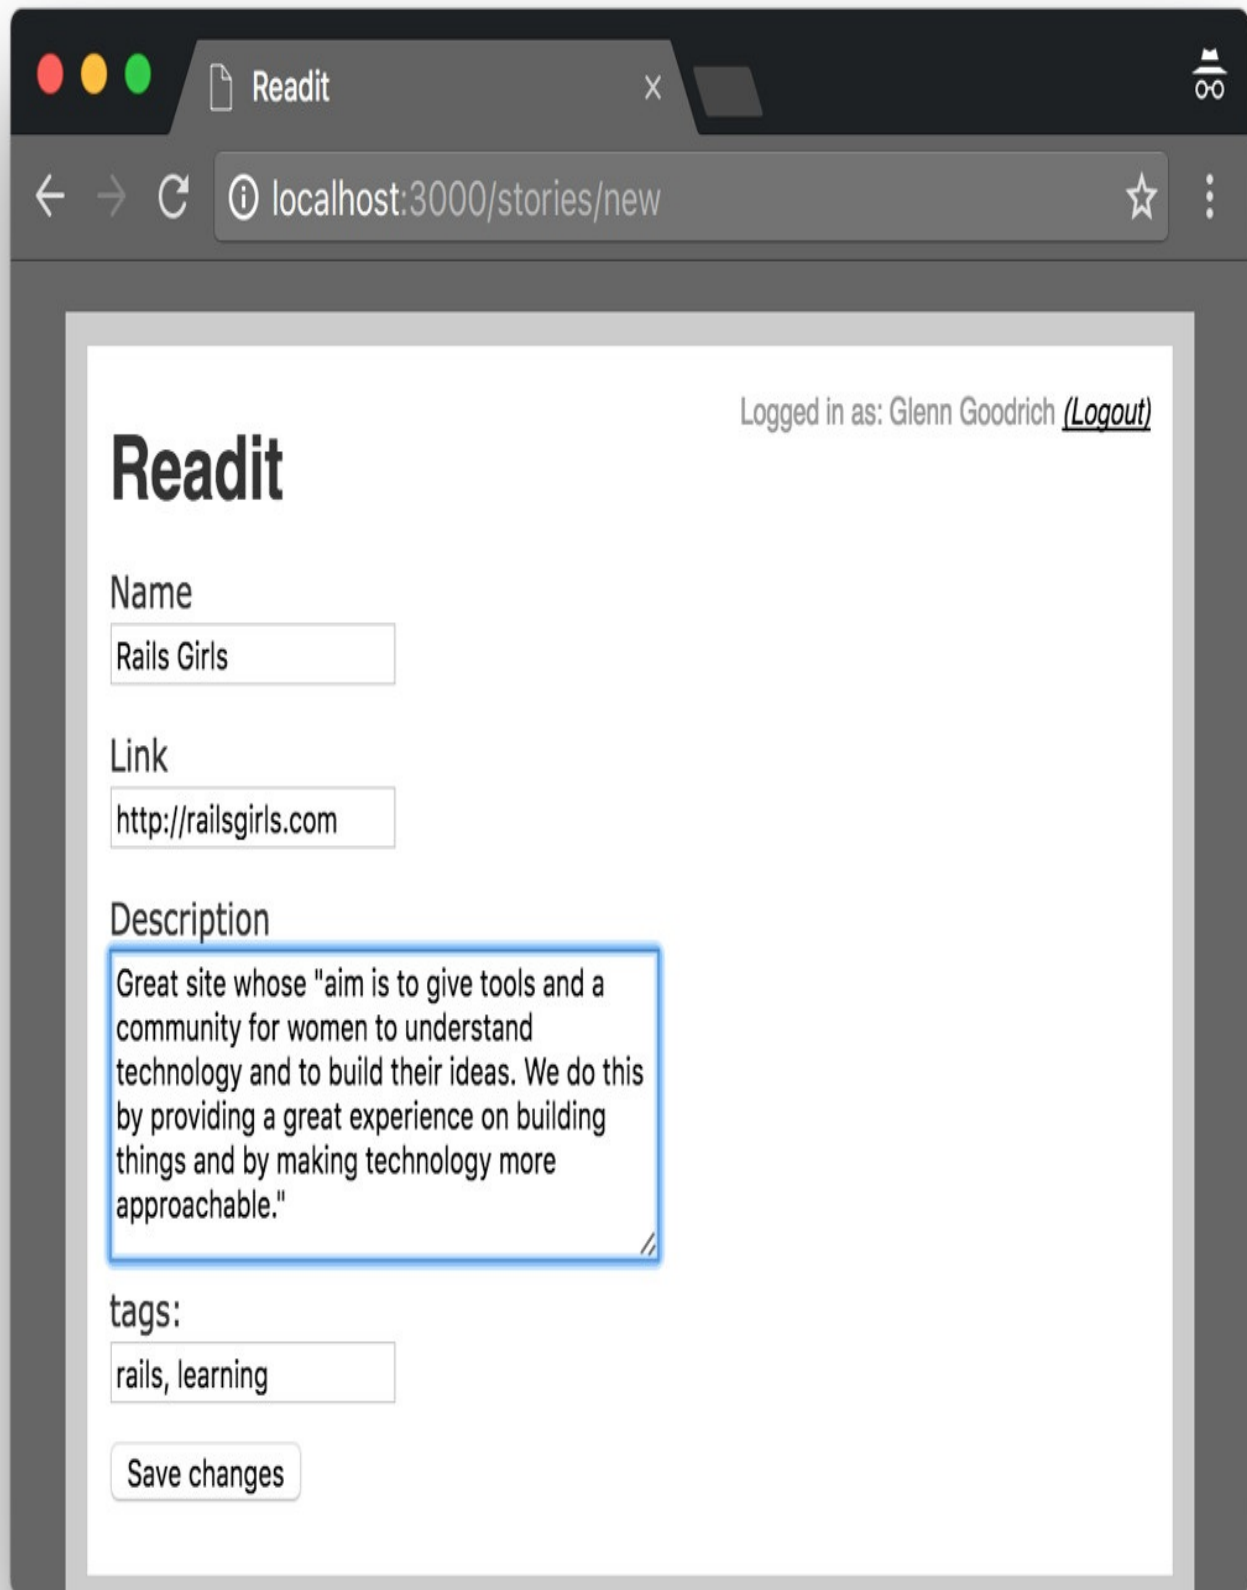 Readit
localhost:3000/stories/new
Logged in as: Glenn Goodrich (Logout)
Readit
Name
Rails Girls
Link
http://railsgirls.com
Description
Great site whose "aim is to give tools and a
community for women to understand
technology and to build their ideas. We do this
by providing a great experience on building
things and by making technology more
approachable."
tags:
rails, learning
Save changes